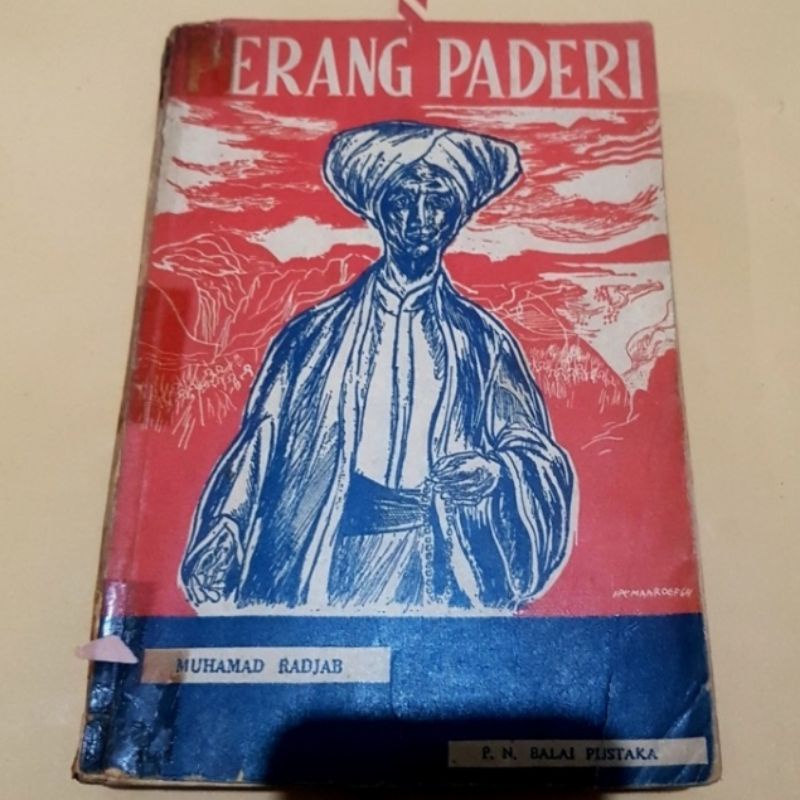 PERANG PADERI
MUHAMAD RADJAB
P. N. BALAI PUSTAKA